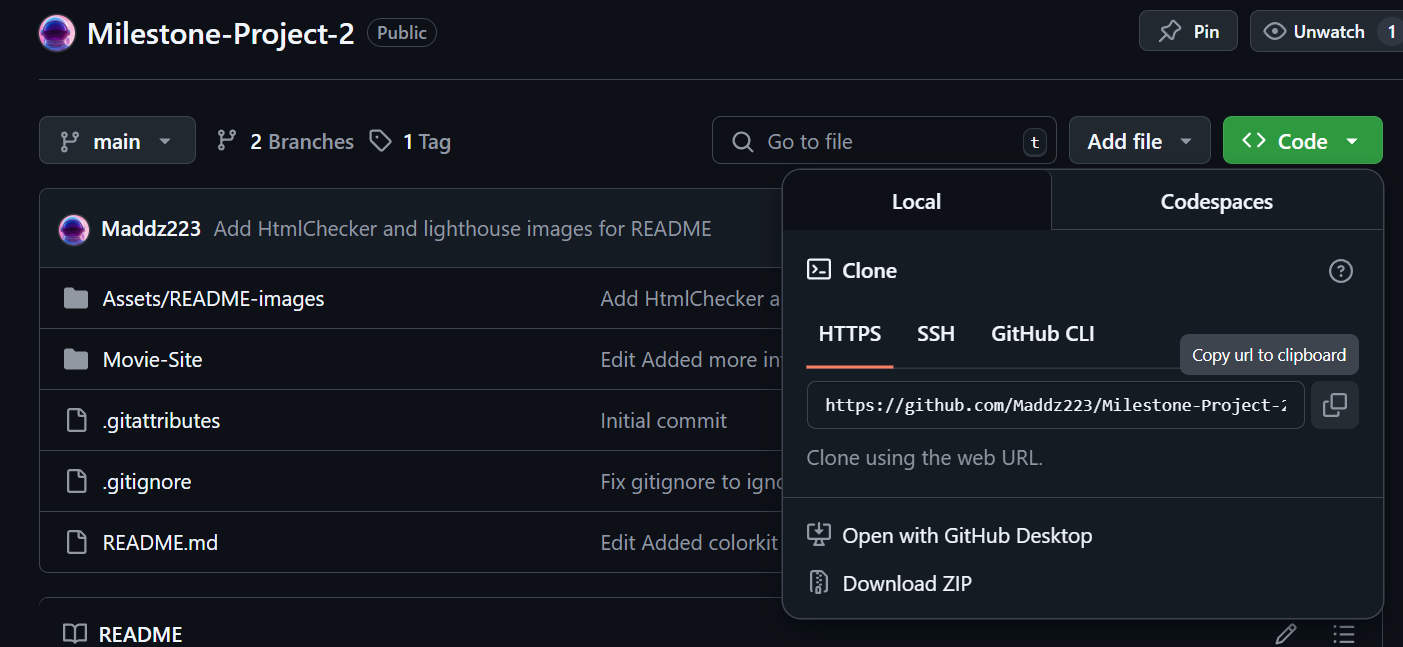 Milestone-Project-2 Public Pin Unwatch 1
main 2 Branches 1 Tag Go to file t Add file <> Code
Local Codespaces
Maddz223 Add HtmlChecker and lighthouse images for README
Clone ?
Assets/README-images Add HtmlChecker a
HTTPS SSH GitHub CLI
Copy url to clipboard
Movie-Site Edit Added more in
https://github.com/Maddz223/Milestone-Project-2
.gitattributes Initial commit
Clone using the web URL.
.gitignore Fix gitignore to igno
Open with GitHub Desktop
README.md Edit Added colorkit
Download ZIP
README